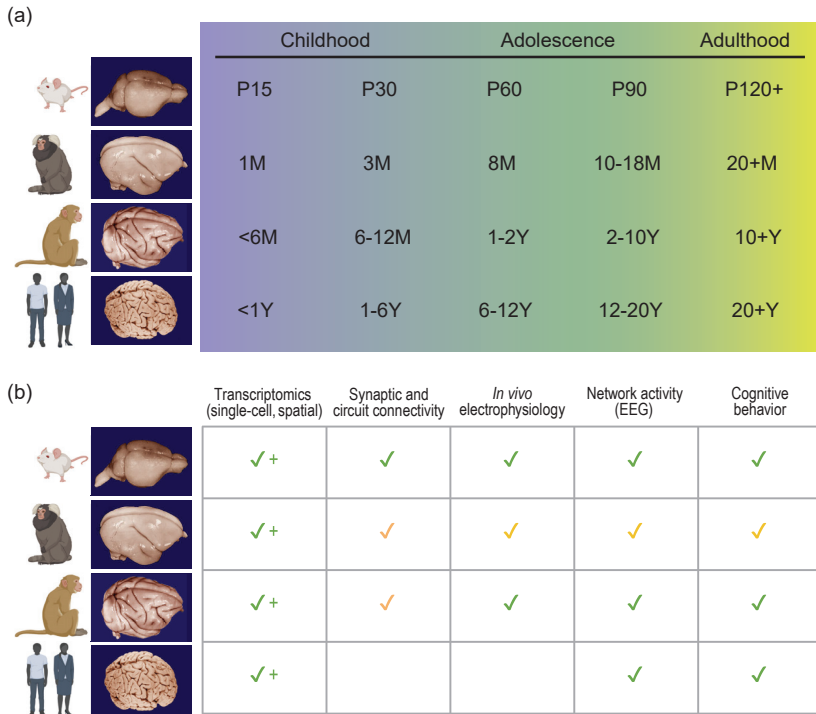 (a)
Childhood Adolescence Adulthood
P15 P30 P60 P90 P120+
1M 3M 8M 10-18M 20+M
<6M 6-12M 1-2Y 2-10Y 10+Y
<1Y 1-6Y 6-12Y 12-20Y 20+Y
(b)
Transcriptomics
(single-cell, spatial)
Synaptic and
circuit connectivity
In vivo
electrophysiology
Network activity
(EEG)
Cognitive
behavior
✓+ ✓ ✓ ✓ ✓
✓+ ✓ ✓ ✓ ✓
✓+ ✓ ✓ ✓ ✓
✓+ ✓ ✓